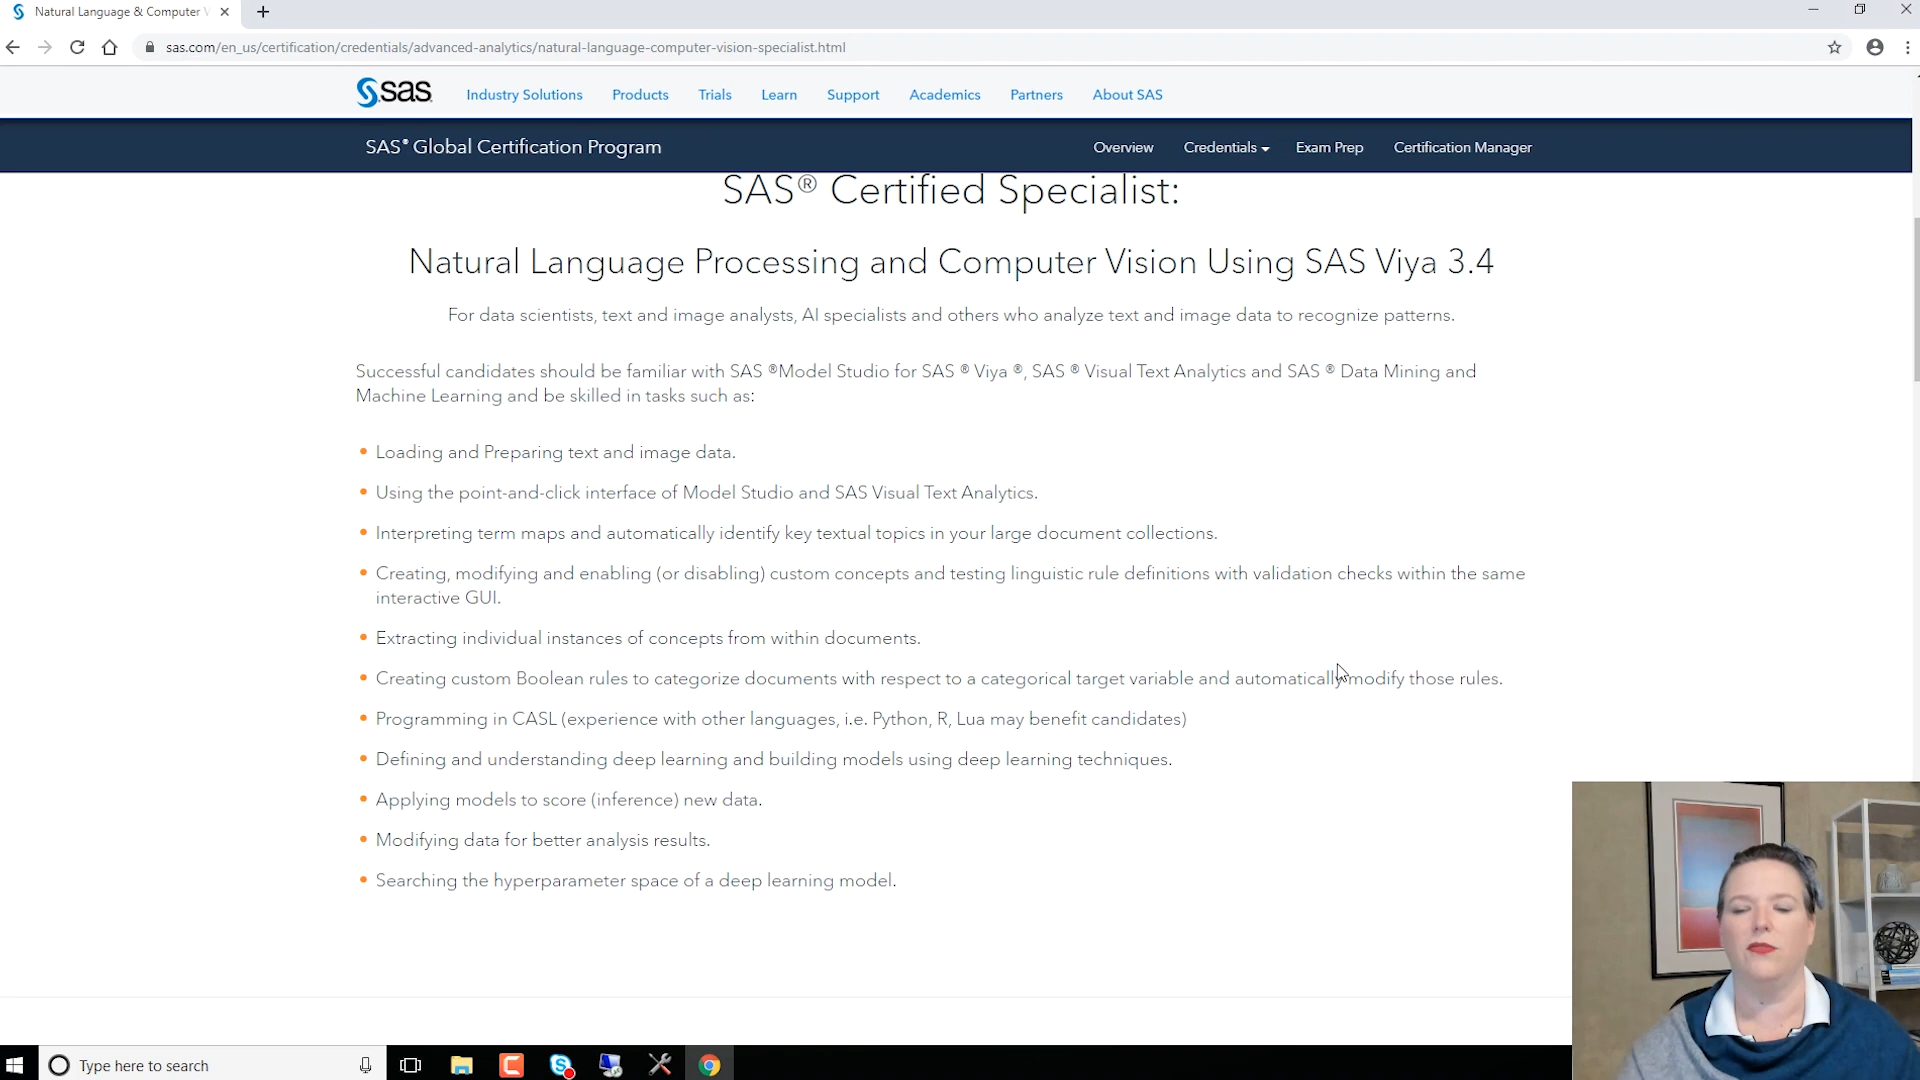 Natural Language & Computer V
sas.com/en_us/certification/credentials/advanced-analytics/natural-language-computer-vision-specialist.html
sas
Industry Solutions
Products
Trials
Learn
Support
Academics
Partners
About SAS
SAS® Global Certification Program
Overview
Credentials
Exam Prep
Certification Manager
SAS® Certified Specialist:
Natural Language Processing and Computer Vision Using SAS Viya 3.4
For data scientists, text and image analysts, AI specialists and others who analyze text and image data to recognize patterns.
Successful candidates should be familiar with SAS ®Model Studio for SAS ® Viya ®, SAS ® Visual Text Analytics and SAS ® Data Mining and
Machine Learning and be skilled in tasks such as:
• Loading and Preparing text and image data.
• Using the point-and-click interface of Model Studio and SAS Visual Text Analytics.
• Interpreting term maps and automatically identify key textual topics in your large document collections.
• Creating, modifying and enabling (or disabling) custom concepts and testing linguistic rule definitions with validation checks within the same
interactive GUI.
• Extracting individual instances of concepts from within documents.
• Creating custom Boolean rules to categorize documents with respect to a categorical target variable and automatically modify those rules.
• Programming in CASL (experience with other languages, i.e. Python, R, Lua may benefit candidates)
• Defining and understanding deep learning and building models using deep learning techniques.
• Applying models to score (inference) new data.
• Modifying data for better analysis results.
• Searching the hyperparameter space of a deep learning model.
Type here to search